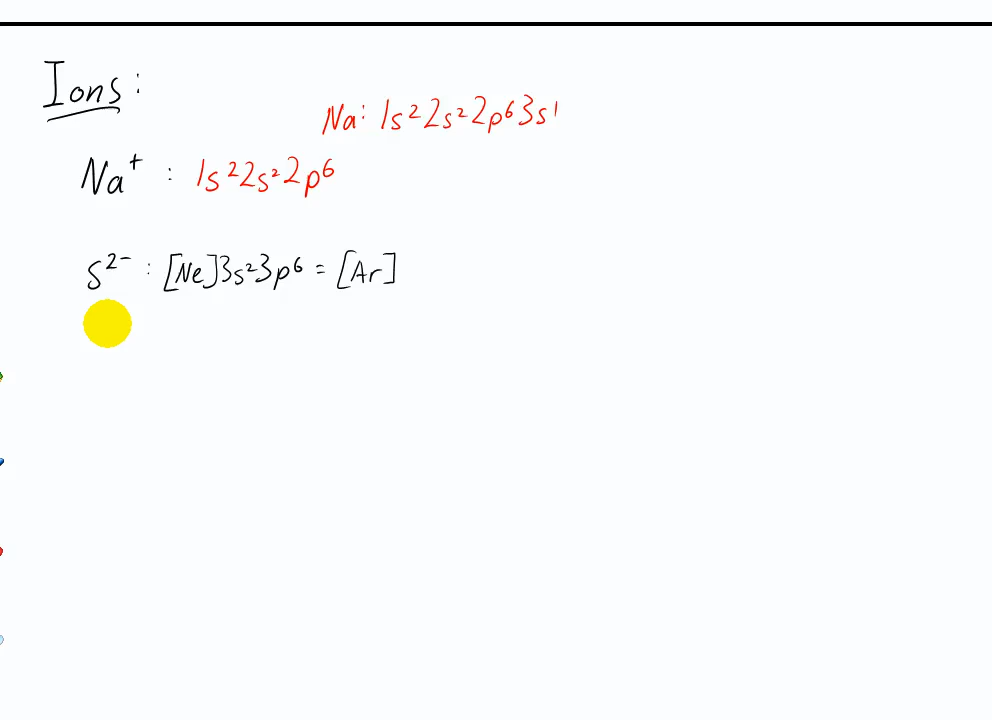 Ions:
Na: 1s²2s²2p⁶3s¹
Na⁺ : 1s²2s²2p⁶
S²⁻ : [Ne]3s²3p⁶ = [Ar]